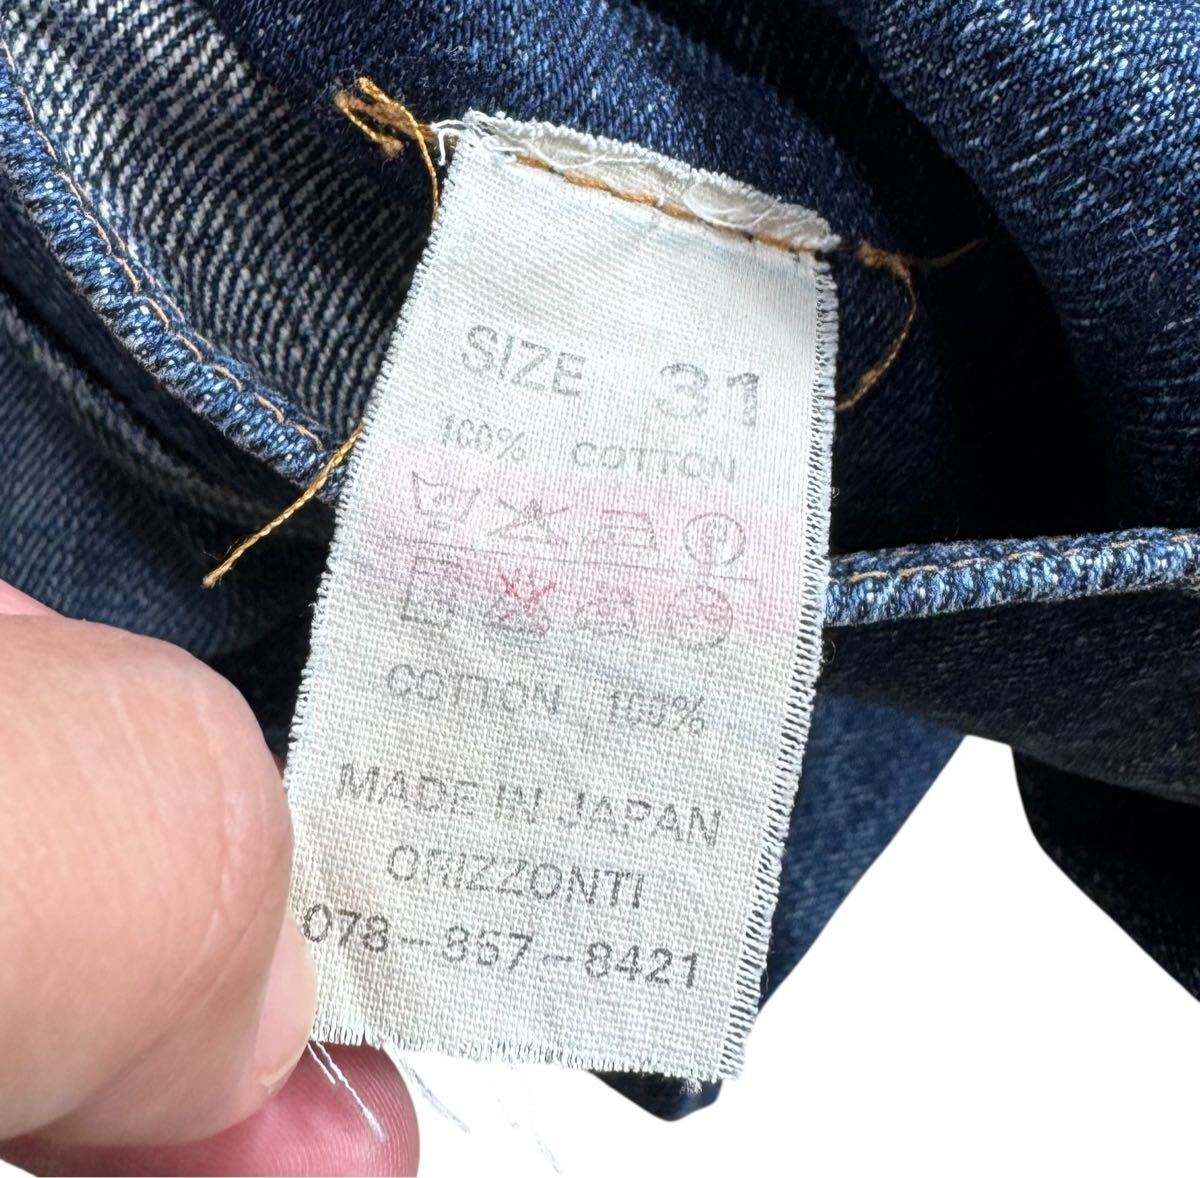 SIZE 31
100% COTTON
COTTON 100%
MADE IN JAPAN
ORIZZONTI
078-857-8421